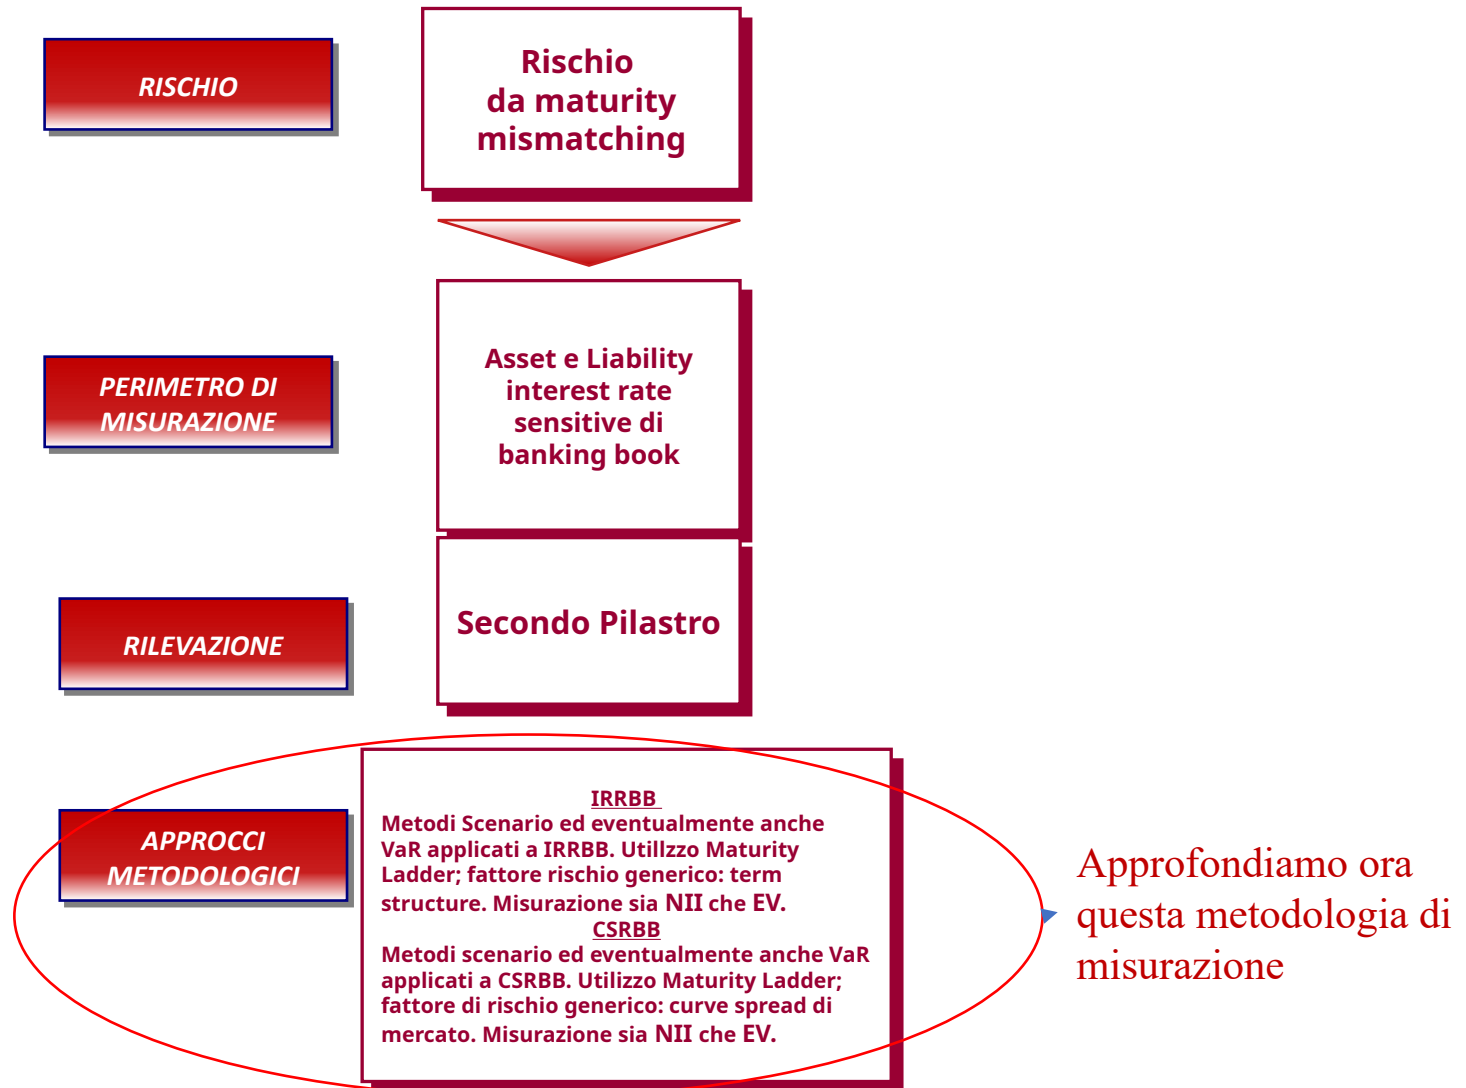 RISCHIO
Rischio
da maturity
mismatching
PERIMETRO DI
MISURAZIONE
Asset e Liability
interest rate
sensitive di
banking book
RILEVAZIONE
Secondo Pilastro
APPROCCI
METODOLOGICI
IRRBB
Metodi Scenario ed eventualmente anche
VaR applicati a IRRBB. Utillzzo Maturity
Ladder; fattore rischio generico: term
structure. Misurazione sia NII che EV.
CSRBB
Metodi scenario ed eventualmente anche VaR
applicati a CSRBB. Utilizzo Maturity Ladder;
fattore di rischio generico: curve spread di
mercato. Misurazione sia NII che EV.
Approfondiamo ora
questa metodologia di
misurazione